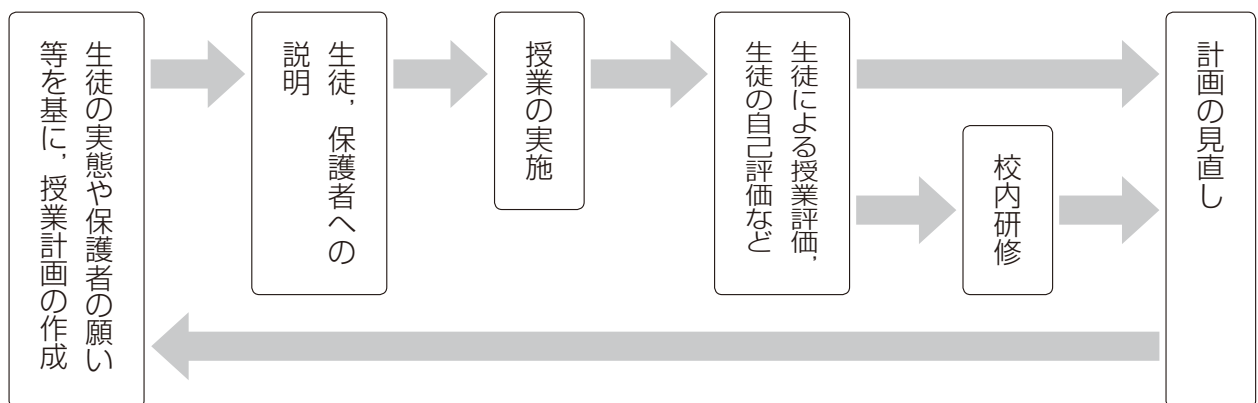 生徒の実態や保護者の願い
等を基に，授業計画の作成
生徒，保護者への
説明
授業の実施
生徒による授業評価，
生徒の自己評価など
校内研修
計画の見直し